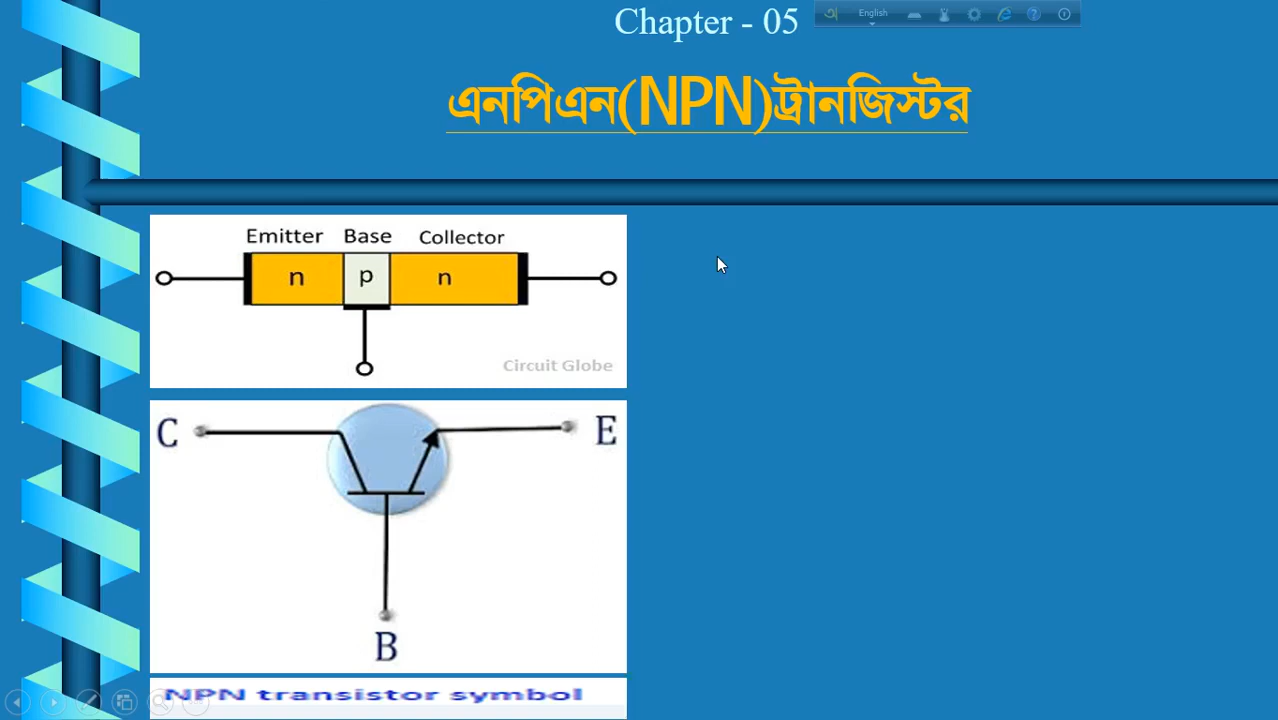 Chapter - 05
English
এনপিএন(NPN)ট্রানজিস্টর
Emitter Base Collector
n p n
Circuit Globe
C E
B
NPN transistor symbol